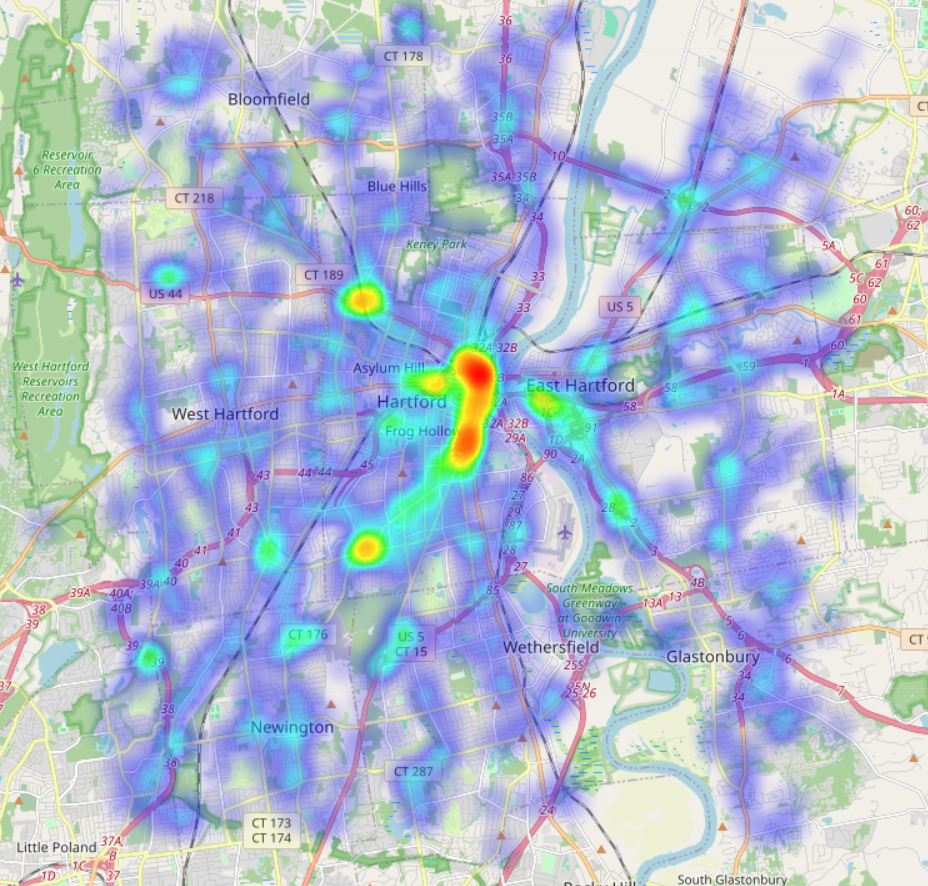 36
CT 178
36
Bloomfield
35B
CT
35A
1D
Reservoir
6 Recreation
Area
35A 35B
Blue Hills
2
2
CT 218
34
34
60;
62
Keney Park
5A
CT 189
33
5C
61
62
US 44
33
US 5
60
61
32A-32B
60
Asylum Hill
59
West Hartford
Reservoirs
Recreation
Area
East Hartford
58
1
1A
Hartford
2A
1C
58
West Hartford
32A-32B
91
Frog Hollow
29A
1D
90
2A
45
43
44
44
86
27
43
29
2B
2
87
41
41
28
3
40
27
39A
40
39A
40A
40B
85
4B
South Meadows
Greenway
at Goodwin
University
13A
13
38
39
5
CT 176
US 5
CT 15
6
CT
Wethersfield
Glastonbury
39
25S
6
37
34
7
25N
25-26
34
38
Newington
38
CT 287
24
CT 173
CT 174
37A
B
Little Poland
1C
37
1D
37
Rocky Hill
South Glastonbury